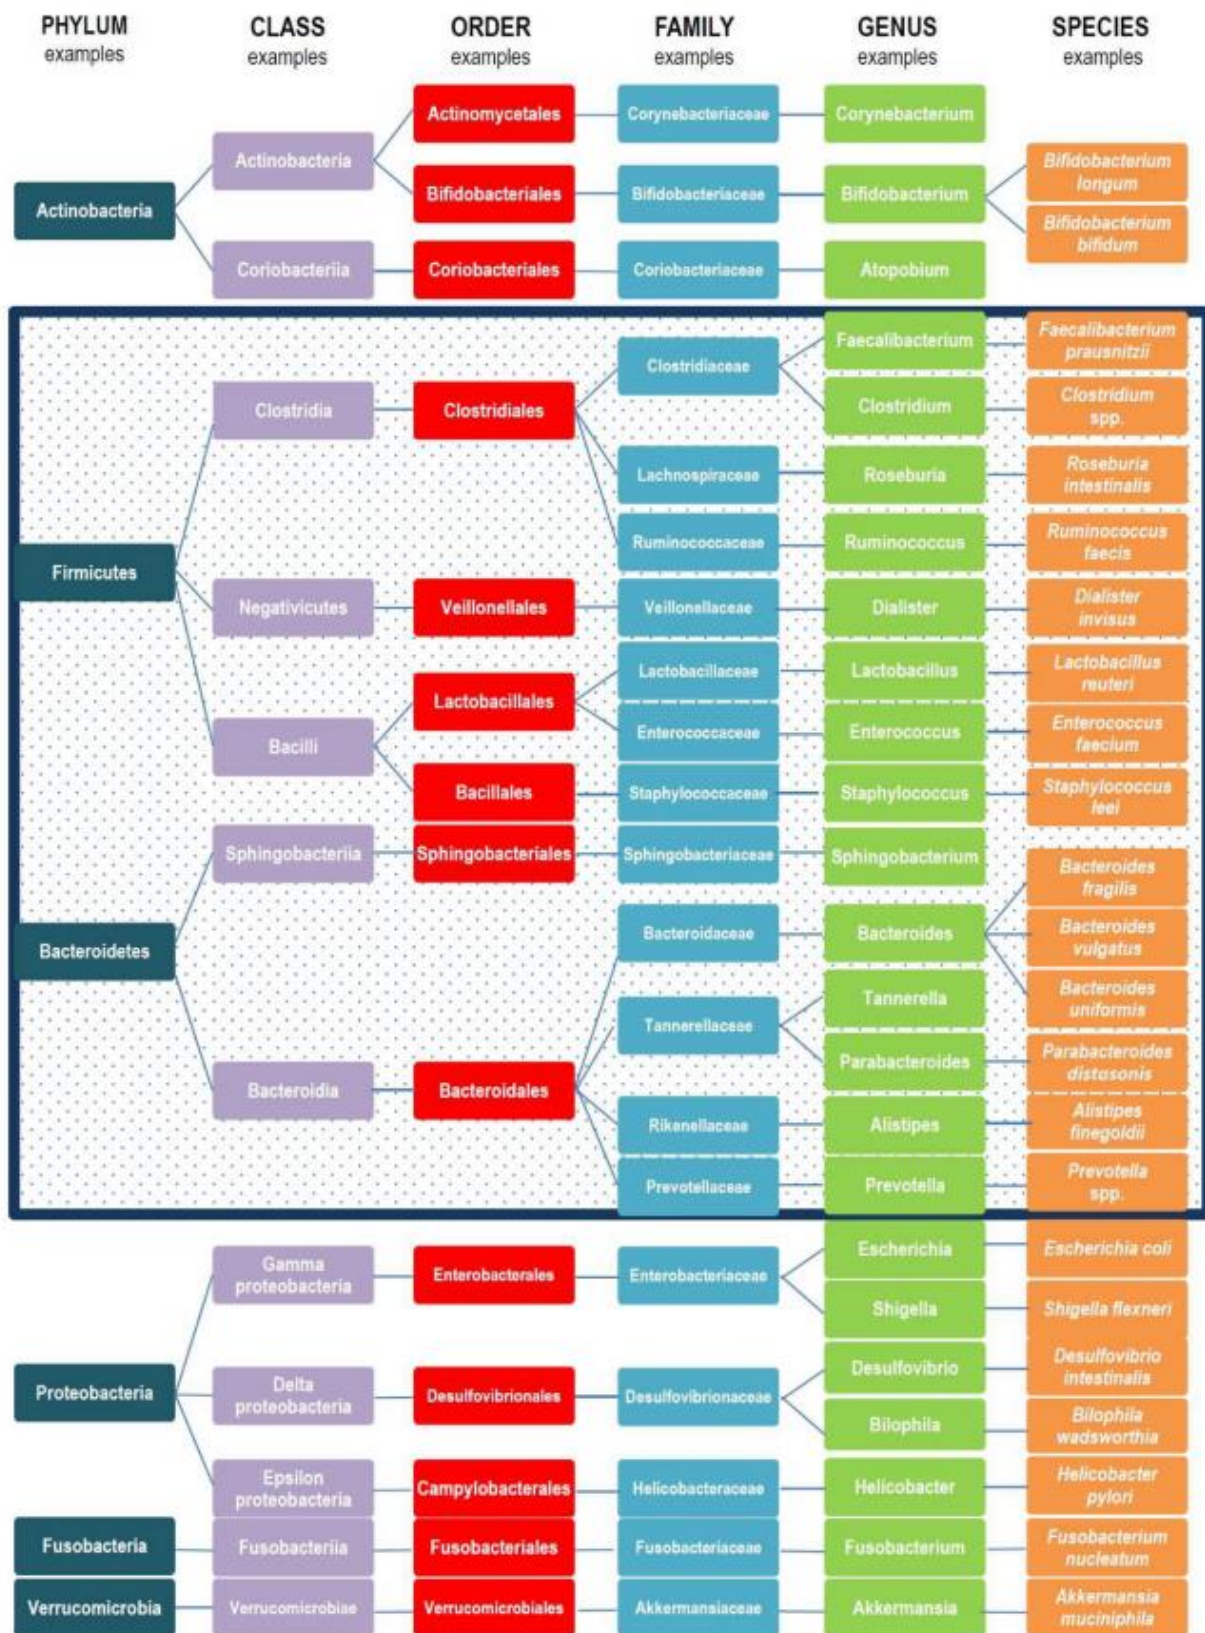 PHYLUM
examples
CLASS
examples
ORDER
examples
FAMILY
examples
GENUS
examples
SPECIES
examples
Actinobacteria
Actinobacteria
Actinomycetales
Corynebacteriaceae
Corynebacterium
Bifidobacteriales
Bifidobacteriaceae
Bifidobacterium
Bifidobacterium
longum
Bifidobacterium
bifidum
Coriobacteriia
Coriobacteriales
Coriobacteriaceae
Atopobium
Firmicutes
Clostridia
Clostridiales
Clostridiaceae
Faecalibacterium
Faecalibacterium
prausnitzii
Clostridium
Clostridium
spp.
Lachnospiraceae
Roseburia
Roseburia
intestinalis
Ruminococcaceae
Ruminococcus
Ruminococcus
faecis
Negativicutes
Veillonellales
Veillonellaceae
Dialister
Dialister
invisus
Bacilli
Lactobacillales
Lactobacillaceae
Lactobacillus
Lactobacillus
reuteri
Enterococcaceae
Enterococcus
Enterococcus
faecium
Bacillales
Staphylococcaceae
Staphylococcus
Staphylococcus
leei
Bacteroidetes
Sphingobacteriia
Sphingobacteriales
Sphingobacteriaceae
Sphingobacterium
Bacteroidia
Bacteroidales
Bacteroidaceae
Bacteroides
Bacteroides
fragilis
Bacteroides
vulgatus
Bacteroides
uniformis
Tannerellaceae
Tannerella
Parabacteroides
Parabacteroides
distasonis
Rikenellaceae
Alistipes
Alistipes
finegoldii
Prevotellaceae
Prevotella
Prevotella
spp.
Proteobacteria
Gamma
proteobacteria
Enterobacterales
Enterobacteriaceae
Escherichia
Escherichia coli
Shigella
Shigella flexneri
Delta
proteobacteria
Desulfovibrionales
Desulfovibrionaceae
Desulfovibrio
Desulfovibrio
intestinalis
Bilophila
Bilophila
wadsworthia
Epsilon
proteobacteria
Campylobacterales
Helicobacteraceae
Helicobacter
Helicobacter
pylori
Fusobacteria
Fusobacteriia
Fusobacteriales
Fusobacteriaceae
Fusobacterium
Fusobacterium
nucleatum
Verrucomicrobia
Verrucomicrobiae
Verrucomicrobiales
Akkermansiaceae
Akkermansia
Akkermansia
muciniphila